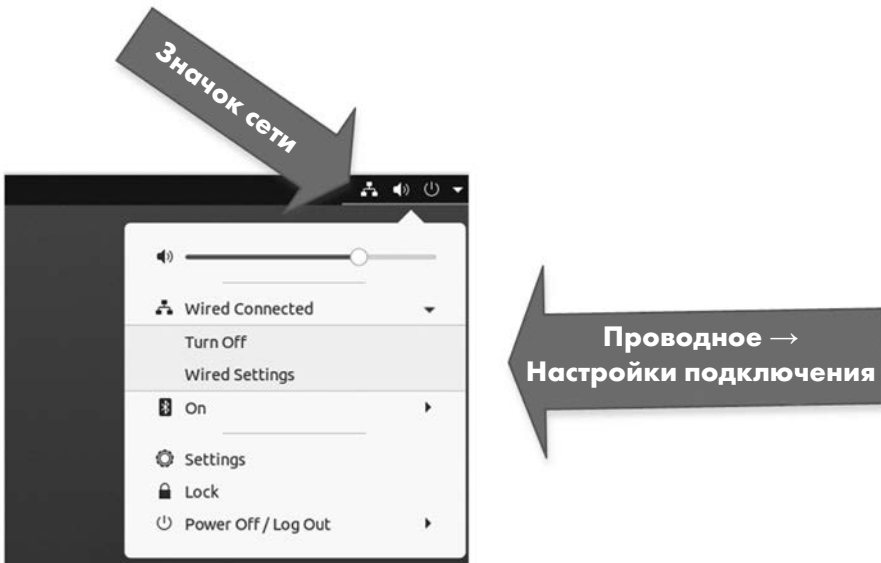 Значок сети
Wired Connected
Turn Off
Wired Settings
On
Settings
Lock
Power Off / Log Out
Проводное →
Настройки подключения